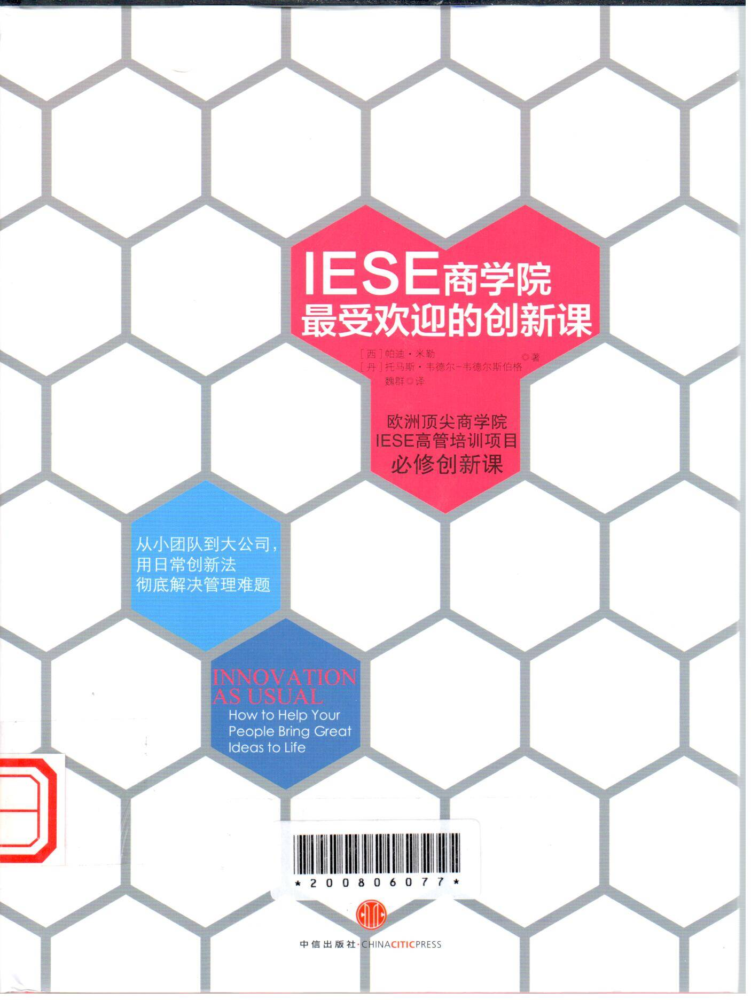 IESE商学院
最受欢迎的创新课
[西]帕迪·米勒
[丹]托马斯·韦德尔-韦德尔斯伯格
◎著
魏群◎译
欧洲顶尖商学院
IESE高管培训项目
必修创新课
从小团队到大公司，
用日常创新法
彻底解决管理难题
INNOVATION
AS USUAL
How to Help Your
People Bring Great
Ideas to Life
*200806077*
中信出版社·CHINACITICPRESS